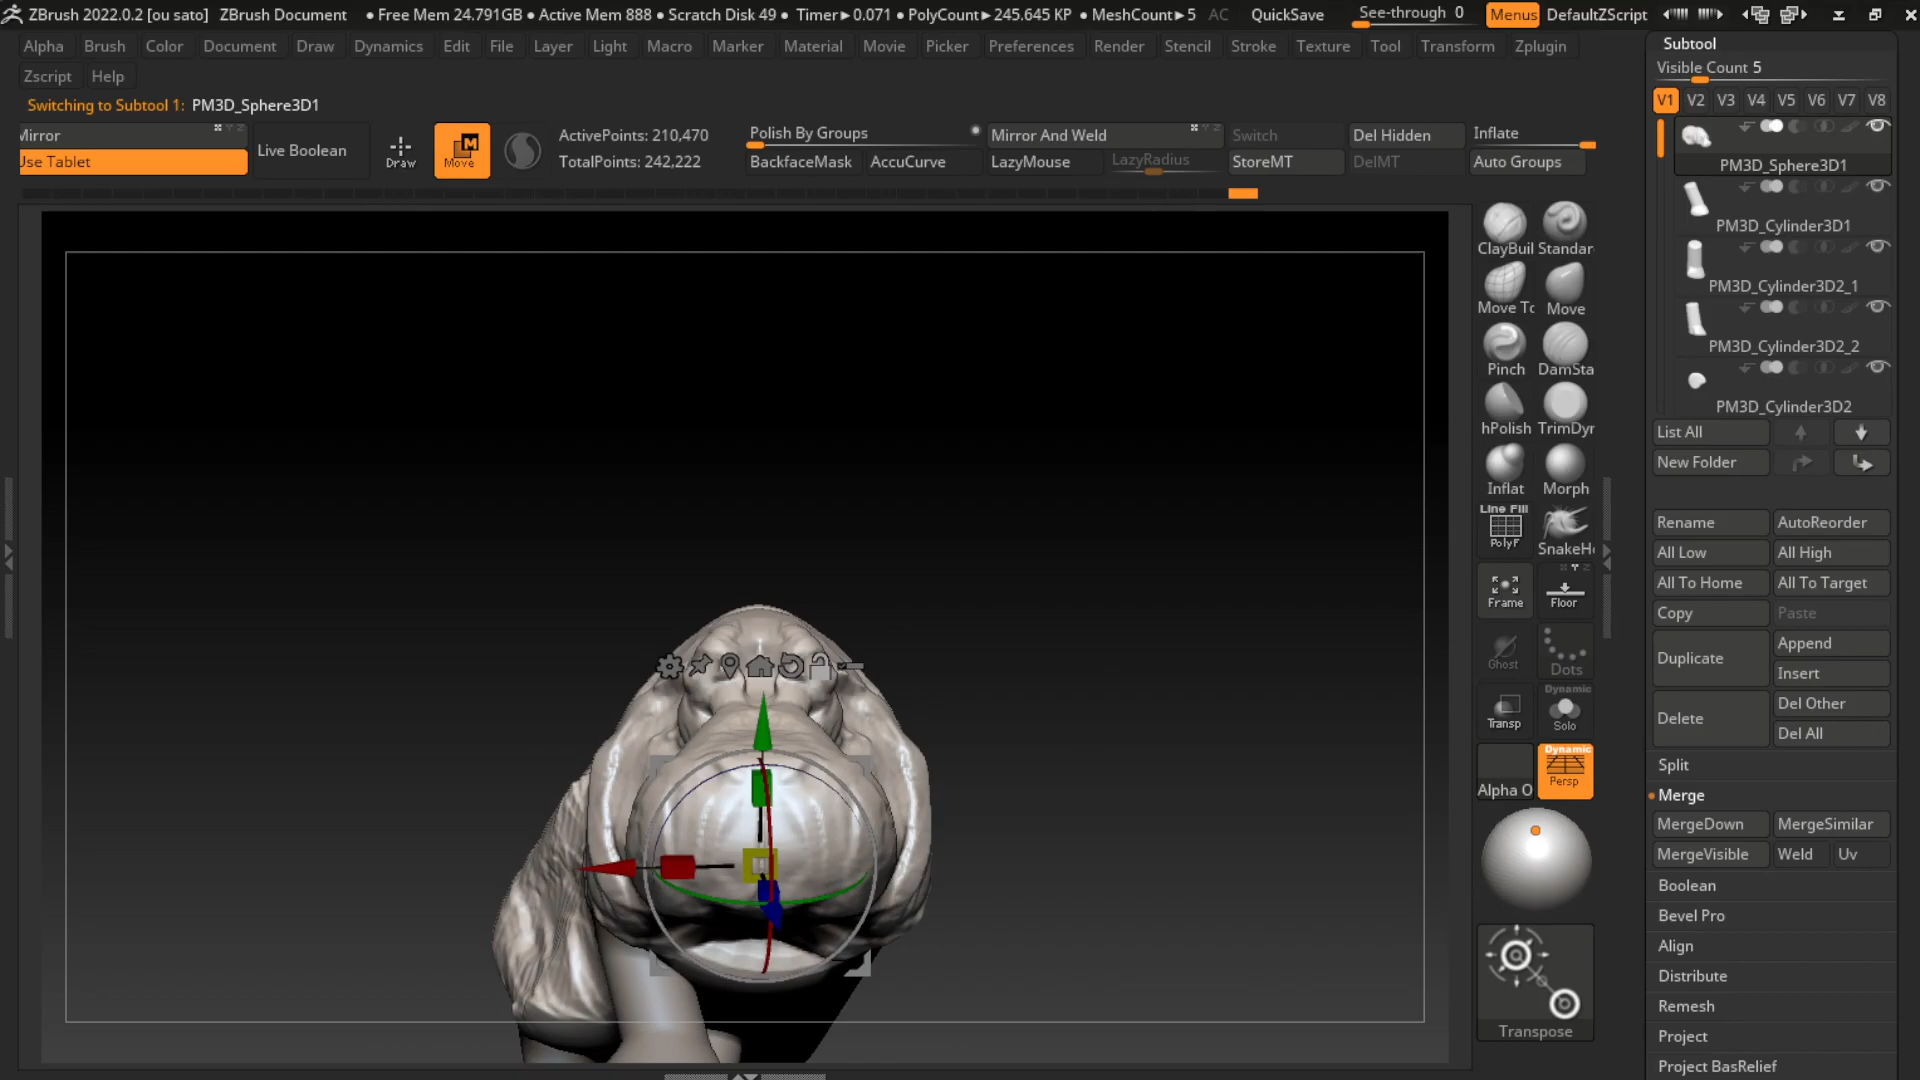 ZBrush 2022.0.2 [ou sato] ZBrush Document • Free Mem 24.791GB • Active Mem 888 • Scratch Disk 49 • Timer▸0.071 • PolyCount▸245.645 KP • MeshCount▸5 AC QuickSave See-through 0 Menus DefaultZScript
Alpha Brush Color Document Draw Dynamics Edit File Layer Light Macro Marker Material Movie Picker Preferences Render Stencil Stroke Texture Tool Transform Zplugin
Zscript Help
Switching to Subtool 1: PM3D_Sphere3D1
Mirror
Use Tablet
Live Boolean
Draw
Move
ActivePoints: 210,470
TotalPoints: 242,222
Polish By Groups
BackfaceMask AccuCurve
Mirror And Weld
LazyMouse LazyRadius
Switch
StoreMT
Del Hidden
DelMT
Inflate
Auto Groups
ClayBuil Standar
Move To Move
Pinch DamSta
hPolish TrimDyn
Inflat Morph
Line Fill
PolyF SnakeHo
Frame Floor
Ghost Dots
Transp
Dynamic
Solo
Alpha O
Dynamic
Persp
Transpose
Subtool
Visible Count 5
V1 V2 V3 V4 V5 V6 V7 V8
PM3D_Sphere3D1
PM3D_Cylinder3D1
PM3D_Cylinder3D2_1
PM3D_Cylinder3D2_2
PM3D_Cylinder3D2
List All
New Folder
Rename AutoReorder
All Low All High
All To Home All To Target
Copy Paste
Duplicate
Append
Insert
Delete
Del Other
Del All
Split
Merge
MergeDown MergeSimilar
MergeVisible Weld Uv
Boolean
Bevel Pro
Align
Distribute
Remesh
Project
Project BasRelief